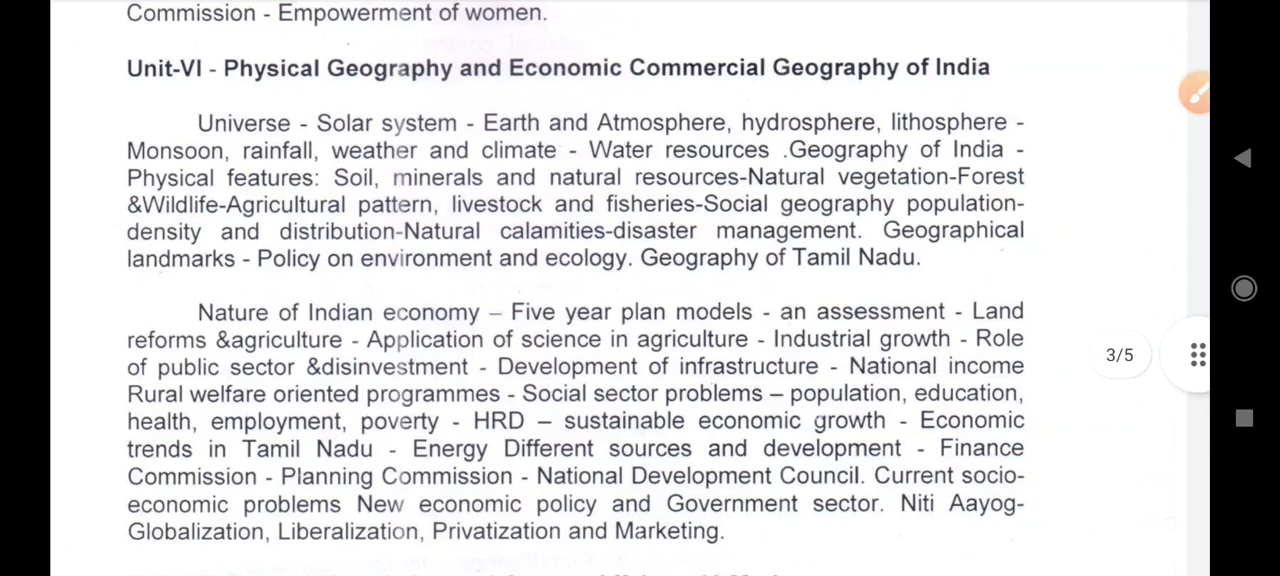 Commission - Empowerment of women.
Unit-VI - Physical Geography and Economic Commercial Geography of India
Universe - Solar system - Earth and Atmosphere, hydrosphere, lithosphere -
Monsoon, rainfall, weather and climate - Water resources .Geography of India -
Physical features: Soil, minerals and natural resources-Natural vegetation-Forest
&Wildlife-Agricultural pattern, livestock and fisheries-Social geography population-
density and distribution-Natural calamities-disaster management. Geographical
landmarks - Policy on environment and ecology. Geography of Tamil Nadu.
Nature of Indian economy – Five year plan models - an assessment - Land
reforms &agriculture - Application of science in agriculture - Industrial growth - Role
of public sector &disinvestment - Development of infrastructure - National income
Rural welfare oriented programmes - Social sector problems – population, education,
health, employment, poverty - HRD – sustainable economic growth - Economic
trends in Tamil Nadu - Energy Different sources and development - Finance
Commission - Planning Commission - National Development Council. Current socio-
economic problems New economic policy and Government sector. Niti Aayog-
Globalization, Liberalization, Privatization and Marketing.
3/5